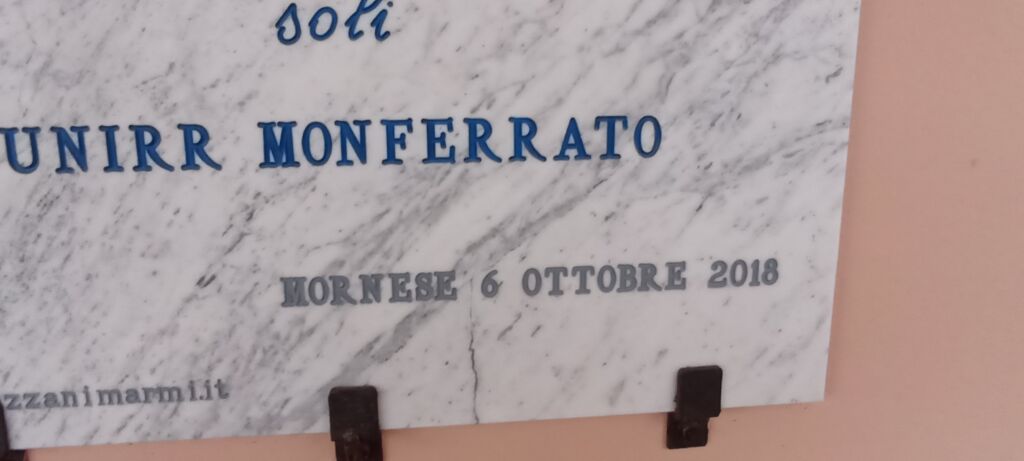 soli
UNIRR MONFERRATO
MORNESE 6 OTTOBRE 2018
zzanimarmi.it